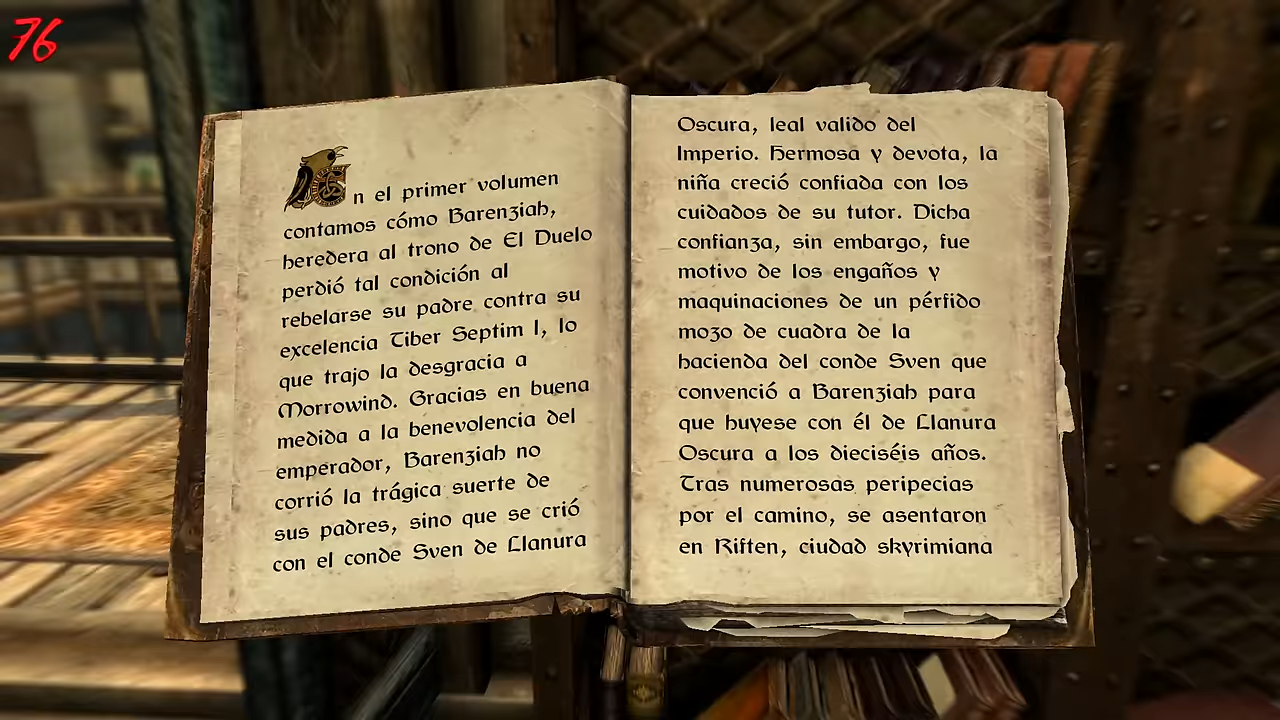 76
En el primer volumen
contamos cómo Barenziah,
heredera al trono de El Duelo
perdió tal condición al
rebelarse su padre contra su
excelencia Tiber Septim I, lo
que trajo la desgracia a
Morrowind. Gracias en buena
medida a la benevolencia del
emperador, Barenziah no
corrió la trágica suerte de
sus padres, sino que se crió
con el conde Sven de Llanura
Oscura, leal valido del
Imperio. Hermosa y devota, la
niña creció confiada con los
cuidados de su tutor. Dicha
confianza, sin embargo, fue
motivo de los engaños y
maquinaciones de un pérfido
mozo de cuadra de la
hacienda del conde Sven que
convenció a Barenziah para
que huyese con él de Llanura
Oscura a los dieciséis años.
Tras numerosas peripecias
por el camino, se asentaron
en Riften, ciudad skyrimiana